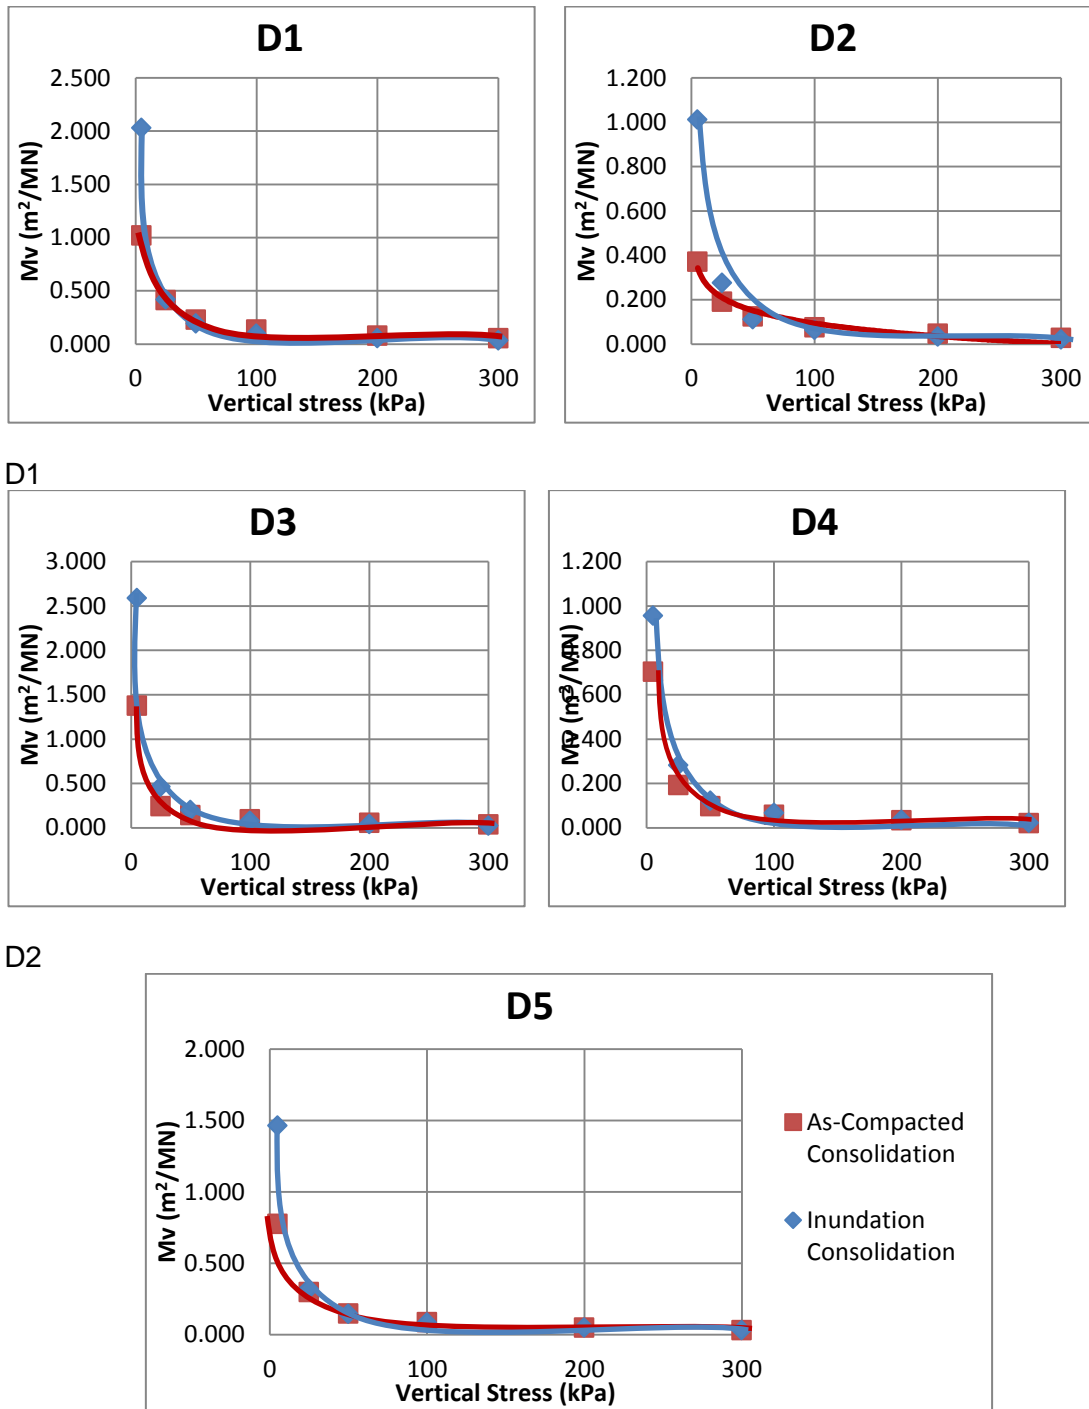 D1
2.500
2.000
1.500
1.000
0.500
0.000
Mv (m²/MN)
0 100 200 300
Vertical stress (kPa)
D2
1.200
1.000
0.800
0.600
0.400
0.200
0.000
Mv (m²/MN)
0 100 200 300
Vertical Stress (kPa)
D1
D3
3.000
2.500
2.000
1.500
1.000
0.500
0.000
Mv (m²/MN)
0 100 200 300
Vertical stress (kPa)
D4
1.200
1.000
0.800
0.600
0.400
0.200
0.000
Mv (m²/MN)
0 100 200 300
Vertical Stress (kPa)
D2
D5
2.000
1.500
1.000
0.500
0.000
Mv (m²/MN)
0 100 200 300
Vertical Stress (kPa)
As-Compacted
Consolidation
Inundation
Consolidation